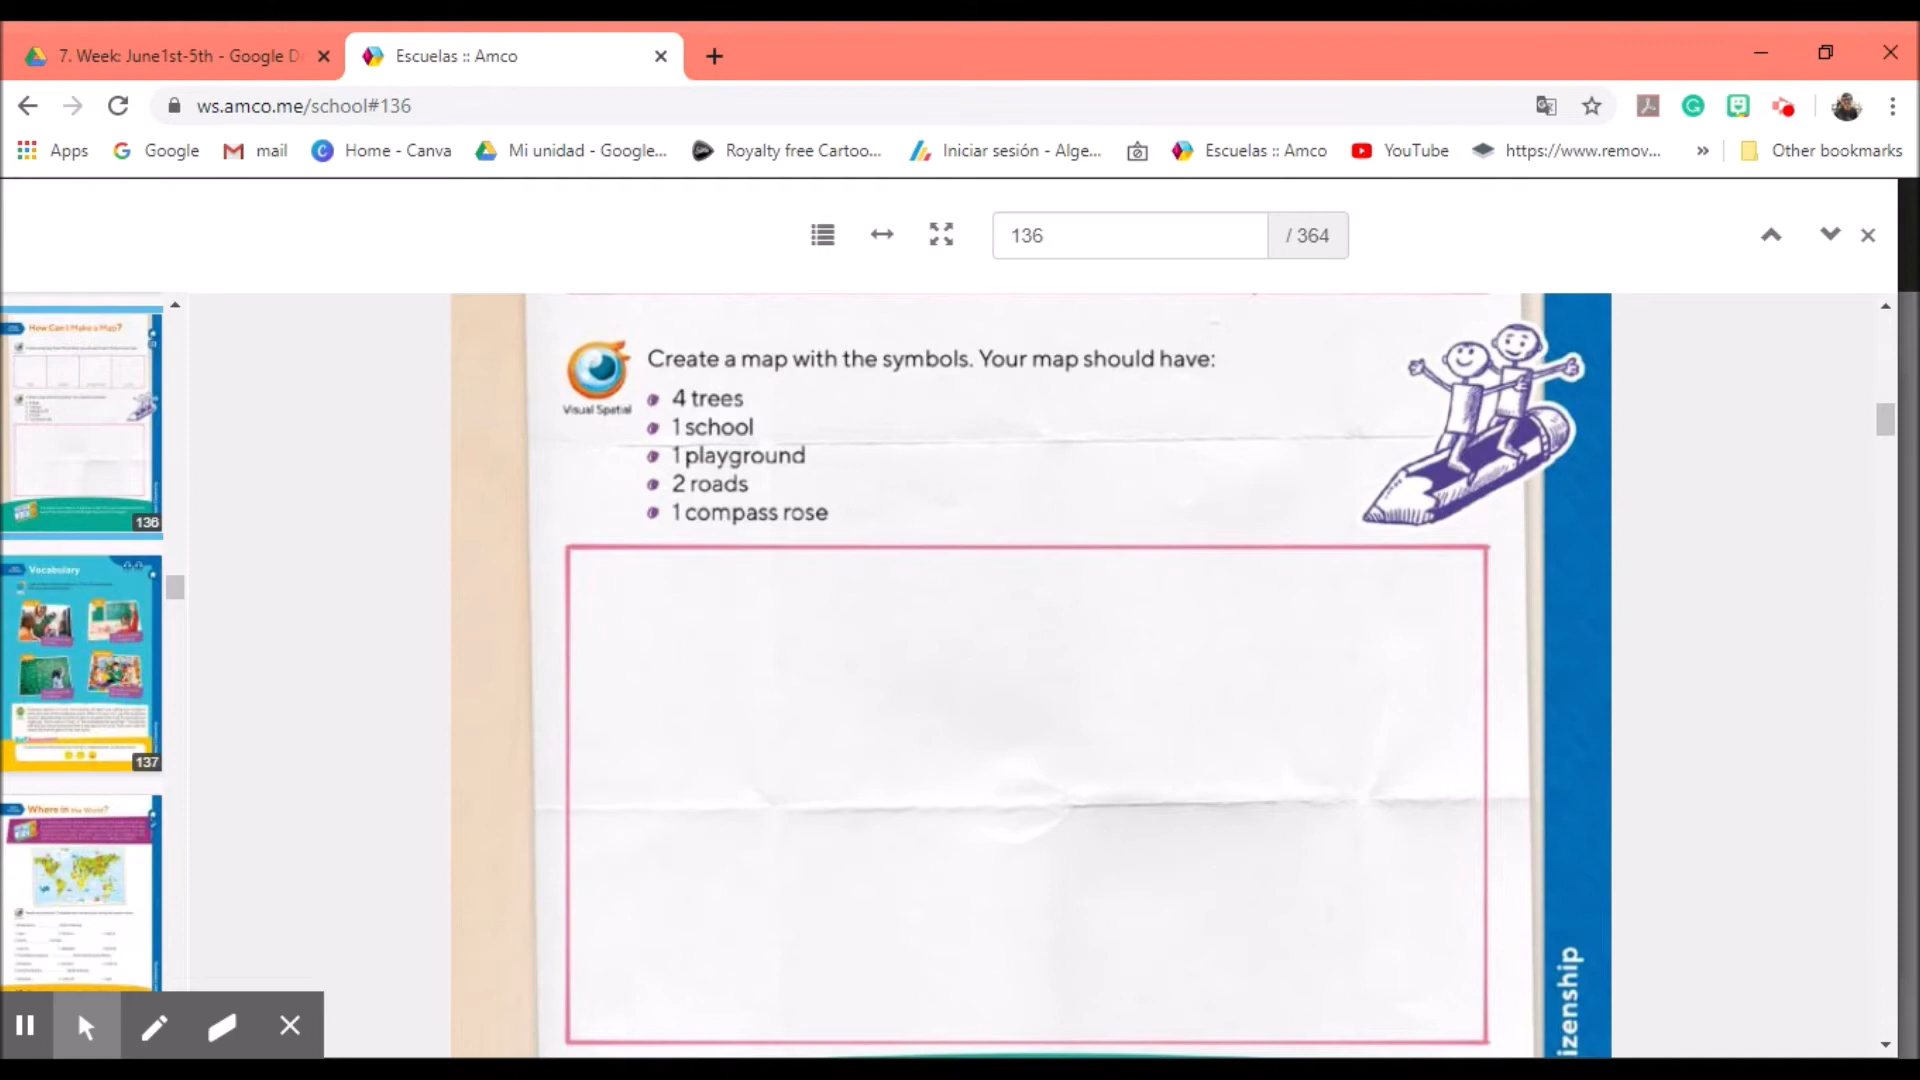 7. Week: June1st-5th - Google Dr
Escuelas :: Amco
ws.amco.me/school#136
Apps
Google
mail
Home - Canva
Mi unidad - Google...
Royalty free Cartoo...
Iniciar sesión - Alge...
Escuelas :: Amco
YouTube
https://www.remov...
Other bookmarks
136 / 364
How Can I Make a Map?
136
Vocabulary
137
Where in the World?
Visual Spatial
Create a map with the symbols. Your map should have:
4 trees
1 school
1 playground
2 roads
1 compass rose
izenship